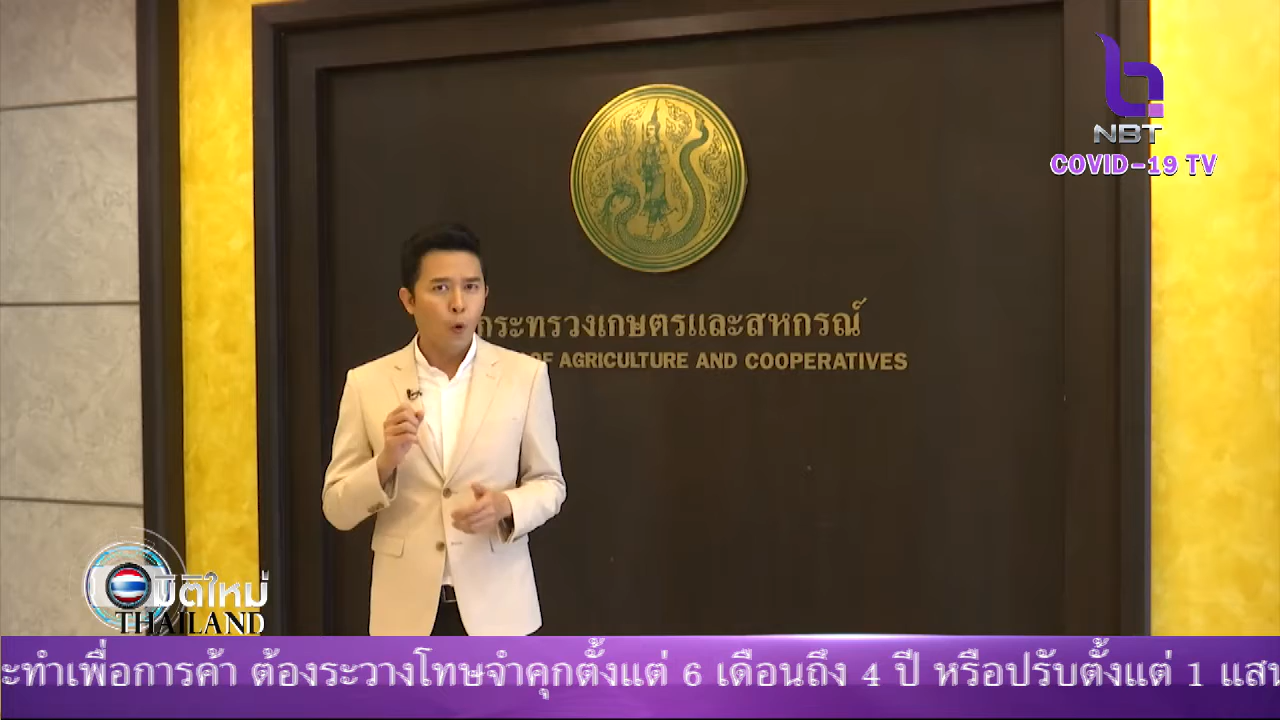 NBT
COVID-19 TV
กระทรวงเกษตรและสหกรณ์
OF AGRICULTURE AND COOPERATIVES
มิติใหม่
THAILAND
ะทำเพื่อการค้า ต้องระวางโทษจำคุกตั้งแต่ 6 เดือนถึง 4 ปี หรือปรับตั้งแต่ 1 แสน